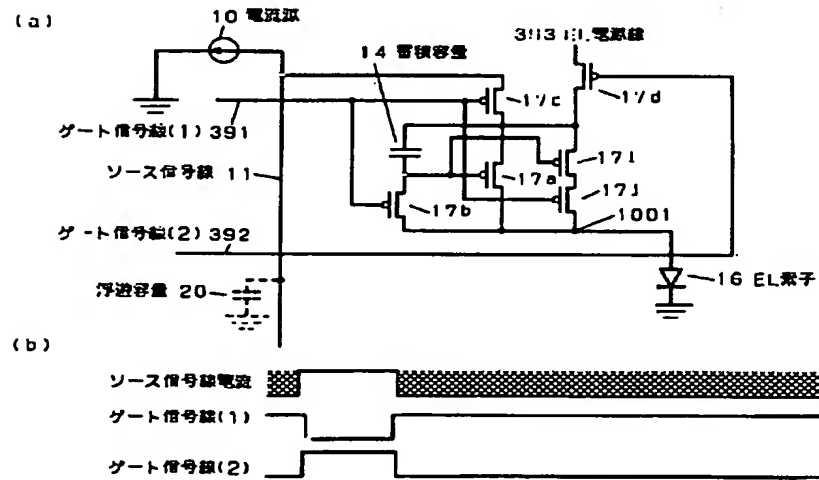 (a)
10 電流源
14 蓄積容量
393 EL電源線
17c
17d
ゲート信号線(1) 391
ソース信号線 11
17i
17a
17j
17b
1001
ゲート信号線(2) 392
浮遊容量 20
16 EL素子
(b)
ソース信号線電流
ゲート信号線(1)
ゲート信号線(2)